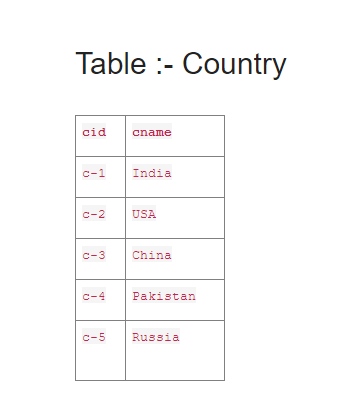 Table :- Country
cid cname
c-1 India
c-2 USA
c-3 China
c-4 Pakistan
c-5 Russia